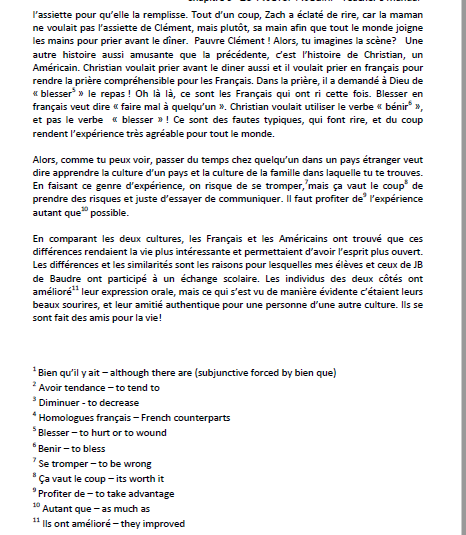 l'assiette pour qu'elle la remplisse. Tout d'un coup, Zach a éclaté de rire, car la maman
ne voulait pas l'assiette de Clément, mais plutôt, sa main afin que tout le monde joigne
les mains pour prier avant le dîner. Pauvre Clément ! Alors, tu imagines la scène? Une
autre histoire aussi amusante que la précédente, c'est l'histoire de Christian, un
Américain. Christian voulait prier avant le diner aussi et il voulait prier en français pour
rendre la prière compréhensible pour les Français. Dans la prière, il a demandé à Dieu de
« blesser⁵ » le repas ! Oh là là, ce sont les Français qui ont ri cette fois. Blesser en
français veut dire « faire mal à quelqu'un ». Christian voulait utiliser le verbe « bénir⁶ »,
et pas le verbe « blesser » ! Ce sont des fautes typiques, qui font rire, et du coup
rendent l'expérience très agréable pour tout le monde.
Alors, comme tu peux voir, passer du temps chez quelqu'un dans un pays étranger veut
dire apprendre la culture d'un pays et la culture de la famille dans laquelle tu te trouves.
En faisant ce genre d'expérience, on risque de se tromper,⁷mais ça vaut le coup⁸ de
prendre des risques et juste d'essayer de communiquer. Il faut profiter de⁹ l'expérience
autant que¹⁰ possible.
En comparant les deux cultures, les Français et les Américains ont trouvé que ces
différences rendaient la vie plus intéressante et permettaient d'avoir l'esprit plus ouvert.
Les différences et les similarités sont les raisons pour lesquelles mes élèves et ceux de JB
de Baudre ont participé à un échange scolaire. Les individus des deux côtés ont
amélioré¹¹ leur expression orale, mais ce qui s'est vu de manière évidente c'étaient leurs
beaux sourires, et leur amitié authentique pour une personne d'une autre culture. Ils se
sont fait des amis pour la vie!
¹ Bien qu'il y ait – although there are (subjunctive forced by bien que)
² Avoir tendance – to tend to
³ Diminuer - to decrease
⁴ Homologues français – French counterparts
⁵ Blesser – to hurt or to wound
⁶ Benir – to bless
⁷ Se tromper – to be wrong
⁸ Ça vaut le coup – its worth it
⁹ Profiter de – to take advantage
¹⁰ Autant que – as much as
¹¹ Ils ont amélioré – they improved